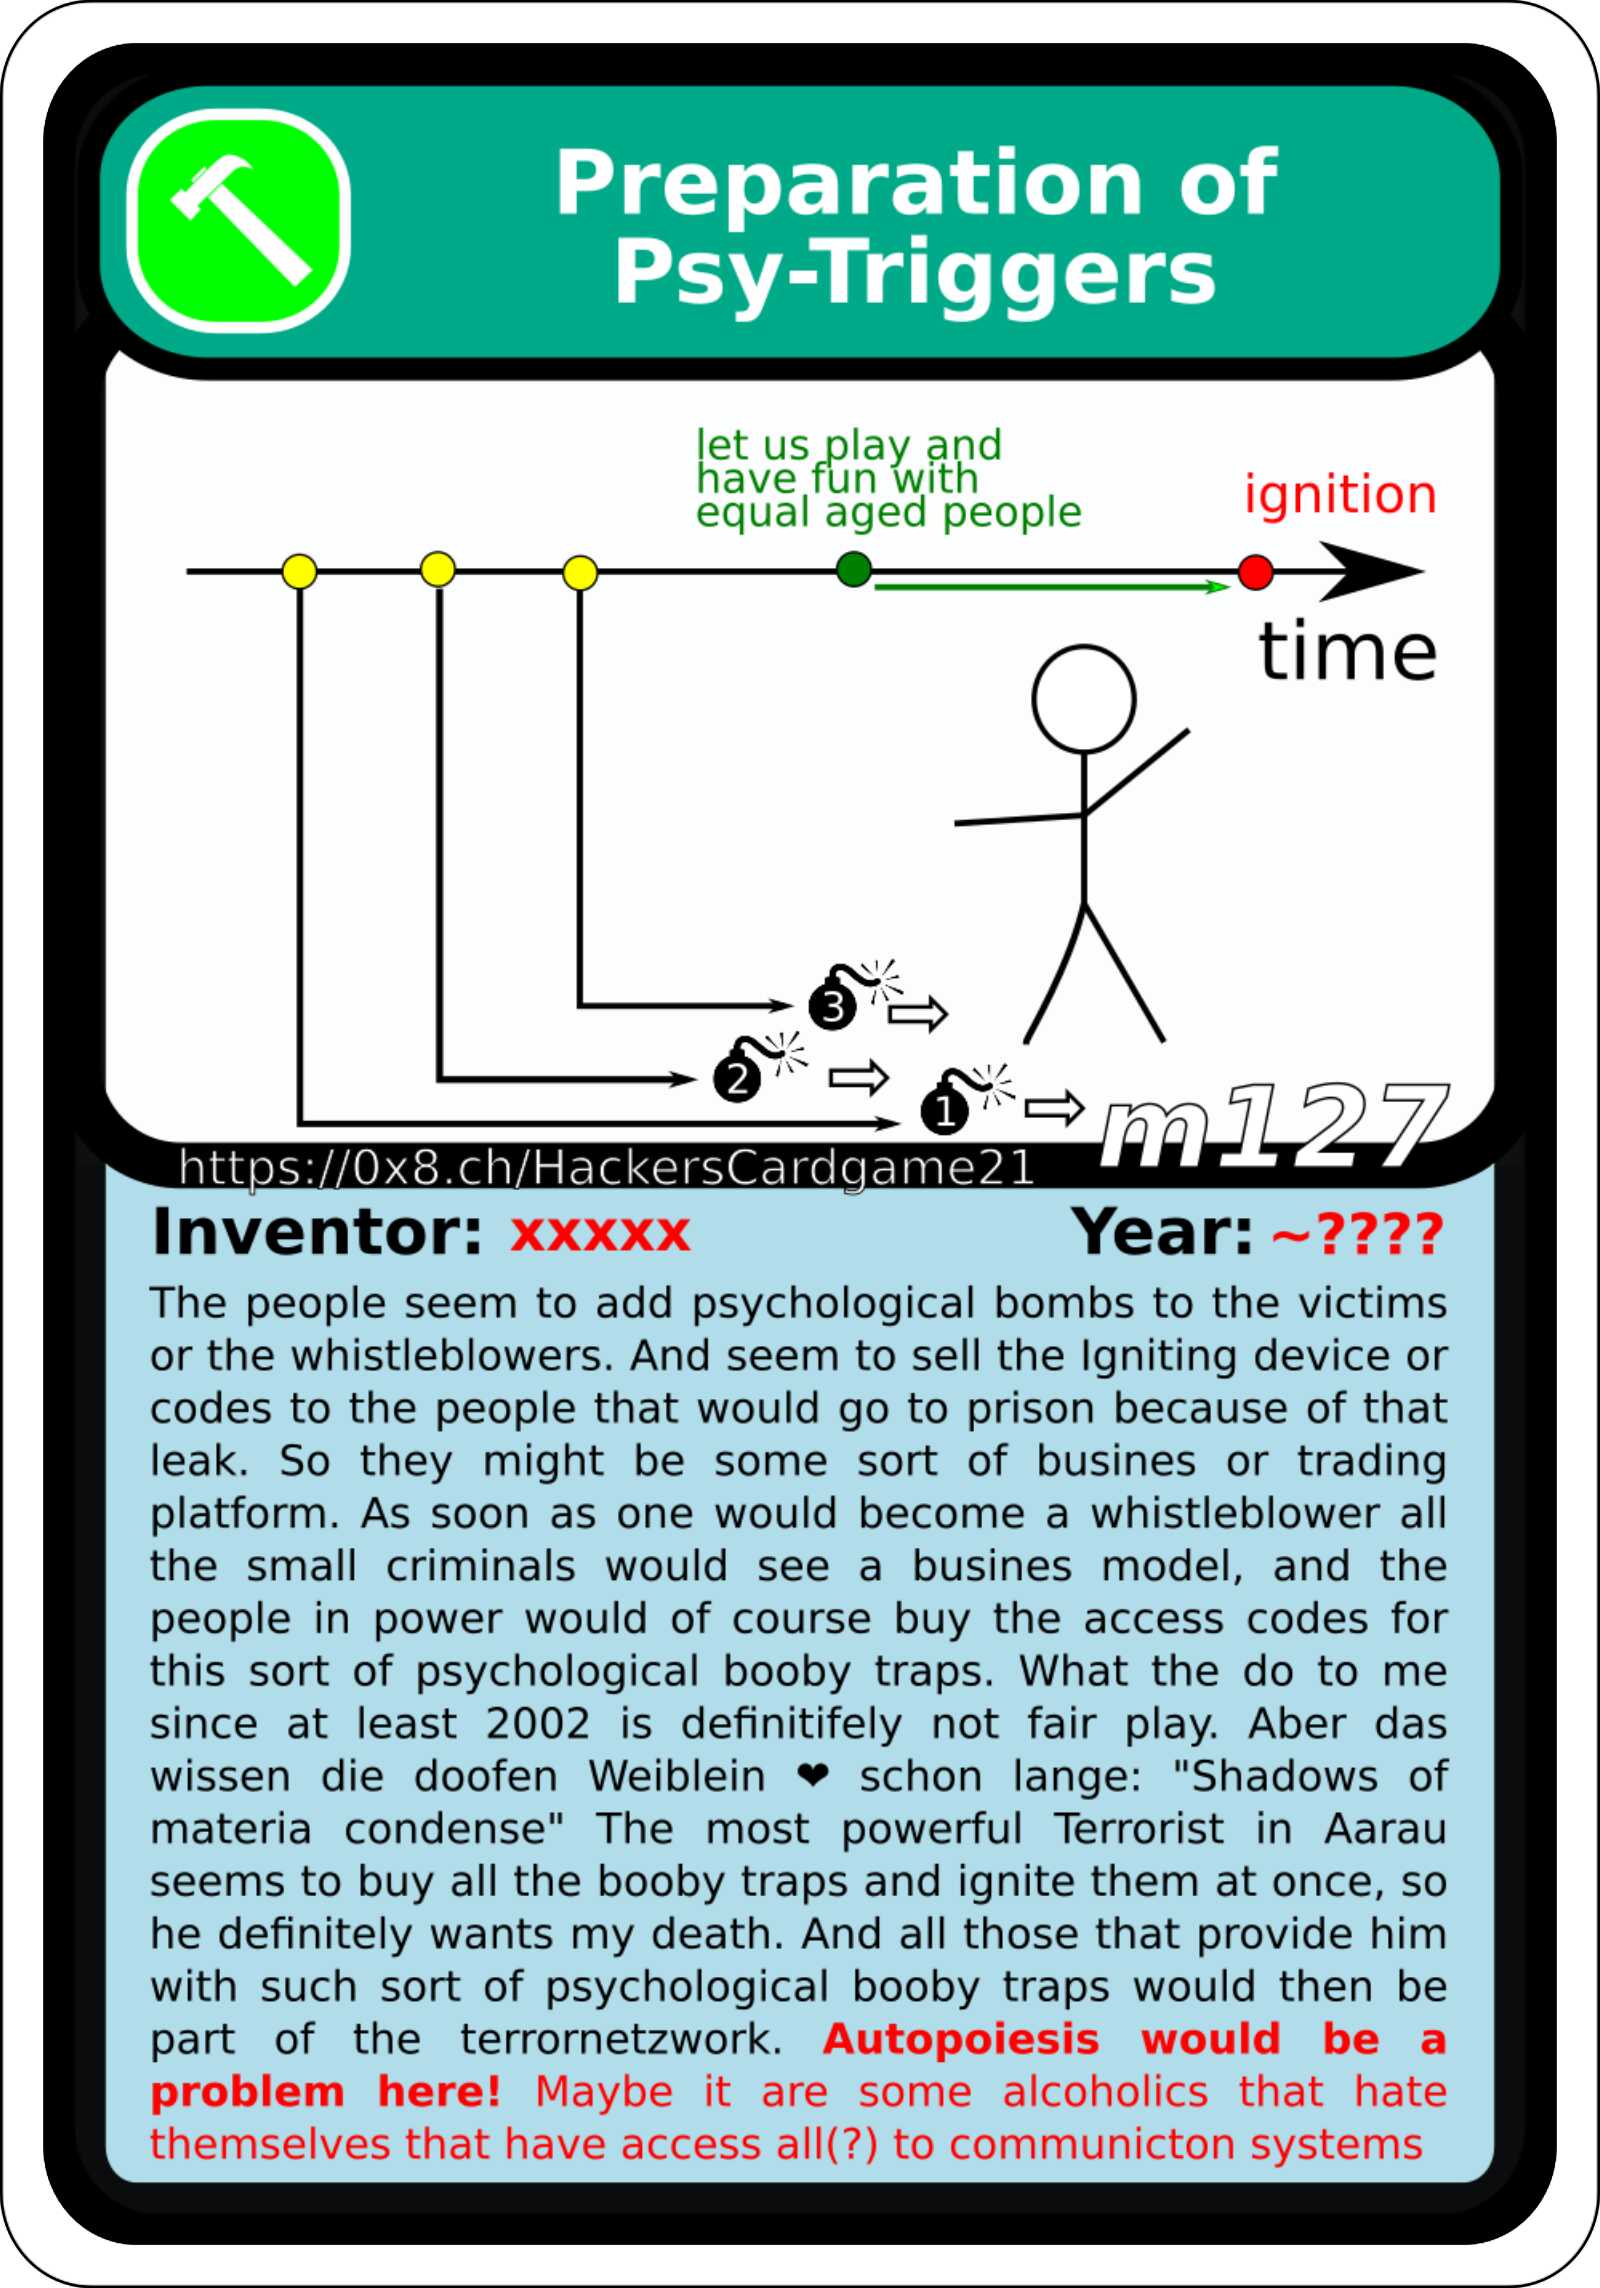 Preparation of
Psy-Triggers
let us play and
have fun with
equal aged people
ignition
time
3
2
1
m127
https://0x8.ch/HackersCardgame21
Inventor: xxxxx Year: ~????
The people seem to add psychological bombs to the victims
or the whistleblowers. And seem to sell the Igniting device or
codes to the people that would go to prison because of that
leak. So they might be some sort of busines or trading
platform. As soon as one would become a whistleblower all
the small criminals would see a busines model, and the
people in power would of course buy the access codes for
this sort of psychological booby traps. What the do to me
since at least 2002 is definitifely not fair play. Aber das
wissen die doofen Weiblein ❤ schon lange: "Shadows of
materia condense" The most powerful Terrorist in Aarau
seems to buy all the booby traps and ignite them at once, so
he definitely wants my death. And all those that provide him
with such sort of psychological booby traps would then be
part of the terrornetzwork. Autopoiesis would be a
problem here! Maybe it are some alcoholics that hate
themselves that have access all(?) to communicton systems